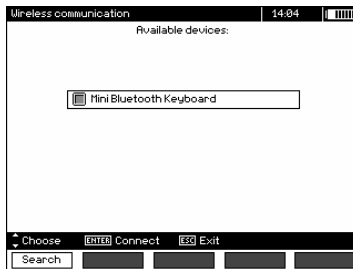 Wireless communication 14:04
Available devices:
Mini Bluetooth Keyboard
Choose ENTER Connect ESC Exit
Search